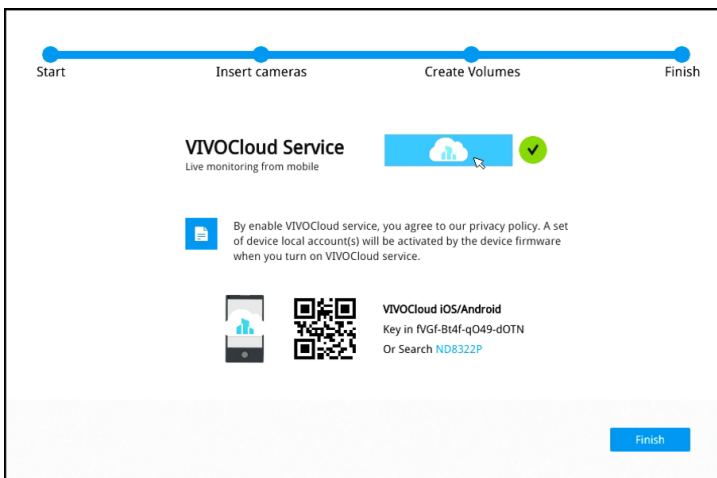 Start
Insert cameras
Create Volumes
Finish
VIVOCloud Service
Live monitoring from mobile
By enable VIVOCloud service, you agree to our privacy policy. A set
of device local account(s) will be activated by the device firmware
when you turn on VIVOCloud service.
VIVOCloud iOS/Android
Key in fVGf-Bt4f-qO49-dOTN
Or Search ND8322P
Finish